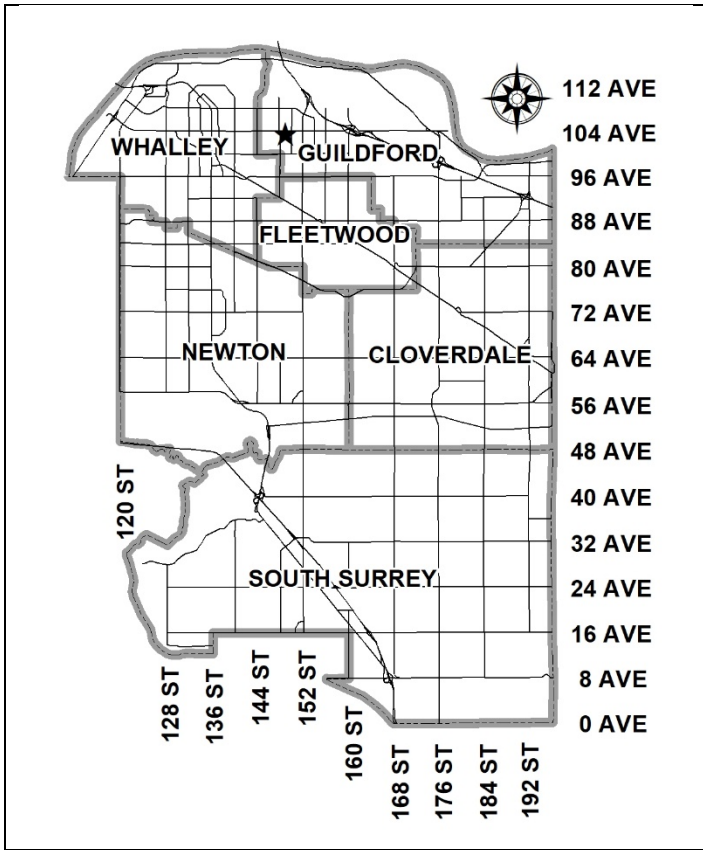 112 AVE
104 AVE
WHALLEY
GUILDFORD
96 AVE
88 AVE
FLEETWOOD
80 AVE
72 AVE
NEWTON
CLOVERDALE
64 AVE
56 AVE
48 AVE
120 ST
40 AVE
32 AVE
SOUTH SURREY
24 AVE
16 AVE
8 AVE
0 AVE
128 ST
136 ST
144 ST
152 ST
160 ST
168 ST
176 ST
184 ST
192 ST